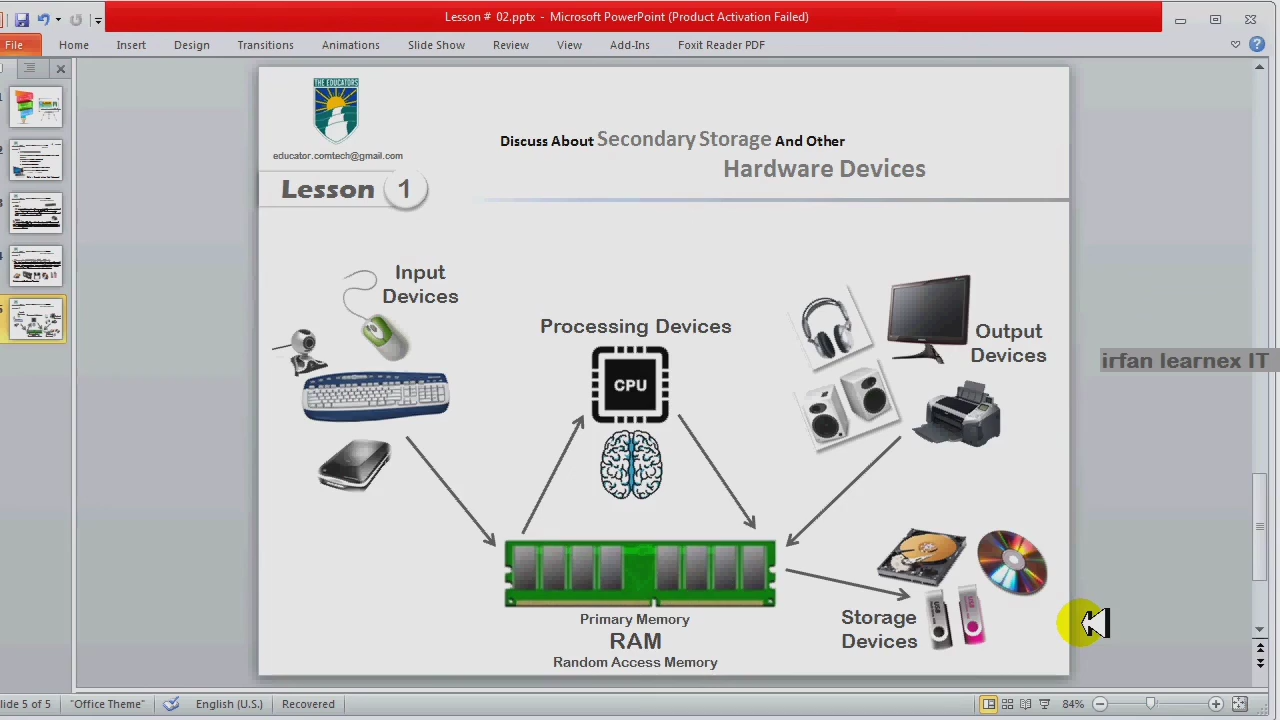 Lesson # 02.pptx - Microsoft PowerPoint (Product Activation Failed)
File Home Insert Design Transitions Animations Slide Show Review View Add-Ins Foxit Reader PDF
THE EDUCATORS
educator.comtech@gmail.com
Discuss About Secondary Storage And Other
Hardware Devices
Lesson 1
Input
Devices
Processing Devices
CPU
Output
Devices
irfan learnex IT
Primary Memory
RAM
Random Access Memory
Storage
Devices
lide 5 of 5 "Office Theme" English (U.S.) Recovered 84%